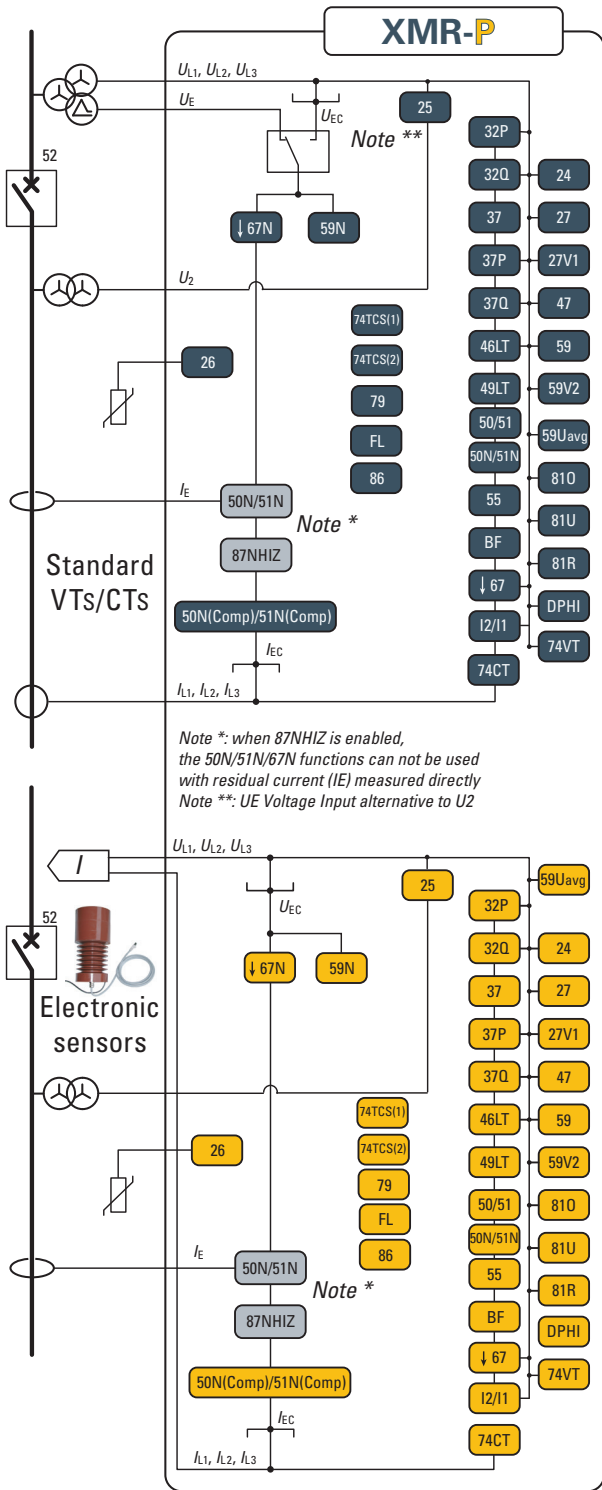 XMR-P
UL1, UL2, UL3
UE
UEC
25
Note **
52
↓ 67N
59N
U2
26
74TCS(1)
74TCS(2)
79
FL
86
IE
50N/51N
Note *
87NHIZ
Standard
VTs/CTs
50N(Comp)/51N(Comp)
IEC
IL1, IL2, IL3
32P
32Q
24
37
27
37P
27V1
37Q
47
46LT
59
49LT
59V2
50/51
59Uavg
50N/51N
81O
55
81U
BF
81R
↓ 67
DPHI
I2/I1
74VT
74CT
Note *: when 87NHIZ is enabled,
the 50N/51N/67N functions can not be used
with residual current (IE) measured directly
Note **: UE Voltage Input alternative to U2
UL1, UL2, UL3
I
25
UEC
52
↓ 67N
59N
Electronic
sensors
26
74TCS(1)
74TCS(2)
79
FL
86
IE
50N/51N
Note *
87NHIZ
50N(Comp)/51N(Comp)
IEC
IL1, IL2, IL3
59Uavg
32P
32Q
24
37
27
37P
27V1
37Q
47
46LT
59
49LT
59V2
50/51
81O
50N/51N
81U
55
81R
BF
DPHI
↓ 67
74VT
I2/I1
74CT